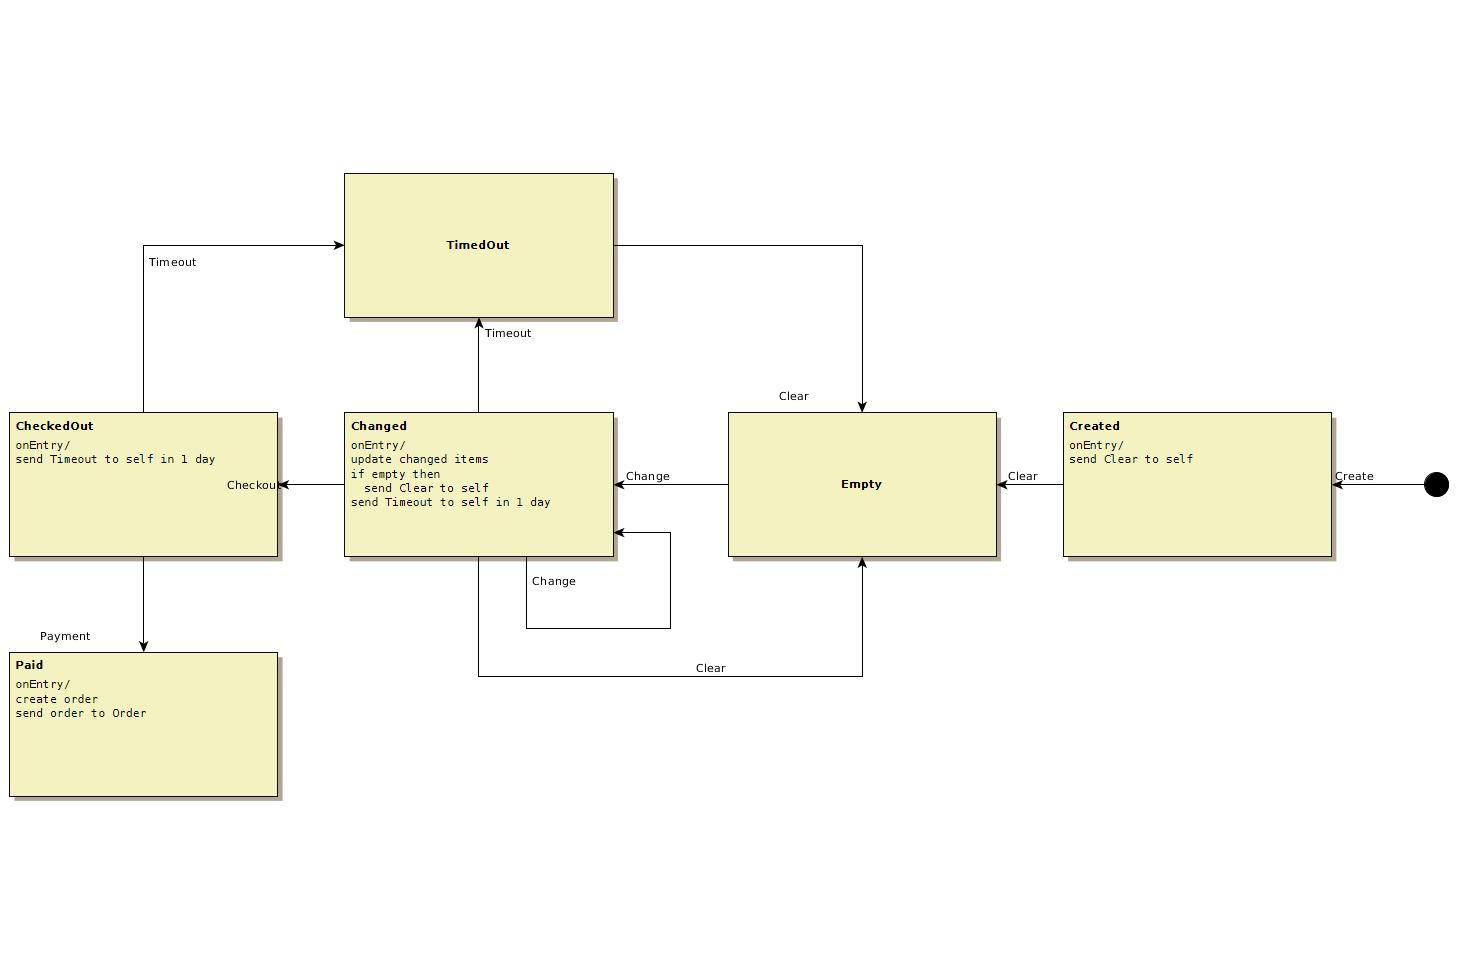 TimedOut
Timeout
Timeout
Clear
CheckedOut
onEntry/
send Timeout to self in 1 day
Checkout
Changed
onEntry/
update changed items
if empty then
  send Clear to self
send Timeout to self in 1 day
Change
Empty
Clear
Created
onEntry/
send Clear to self
Create
Change
Clear
Payment
Paid
onEntry/
create order
send order to Order